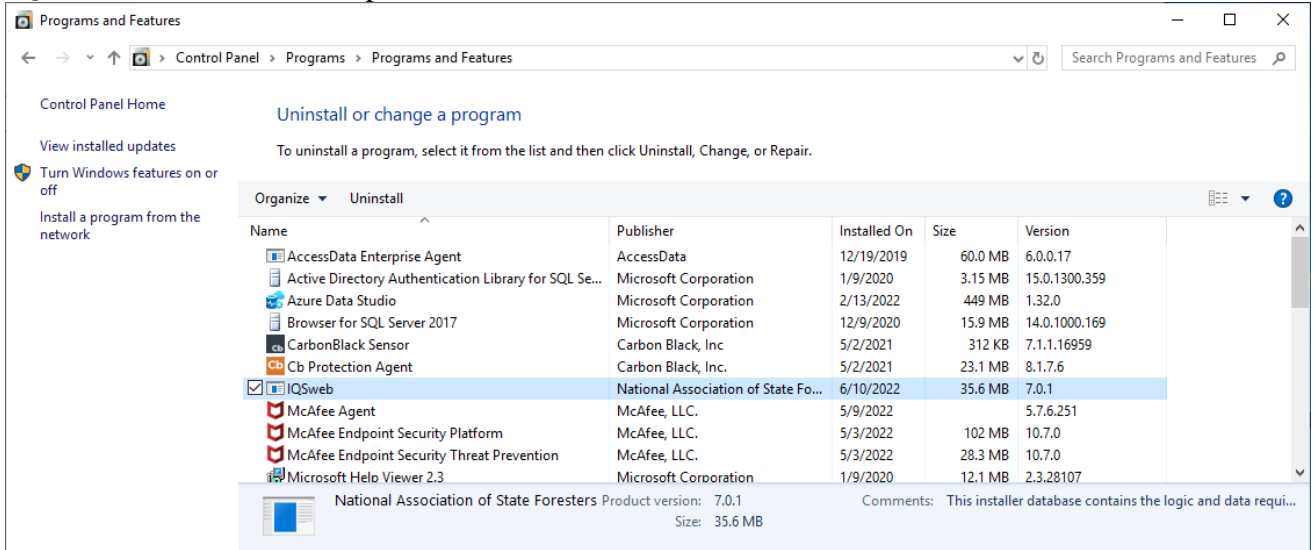 Programs and Features
Control Panel > Programs > Programs and Features
Search Programs and Features
Control Panel Home
View installed updates
Turn Windows features on or
off
Install a program from the
network
Uninstall or change a program
To uninstall a program, select it from the list and then click Uninstall, Change, or Repair.
Organize Uninstall
Name Publisher Installed On Size Version
AccessData Enterprise Agent AccessData 12/19/2019 60.0 MB 6.0.0.17
Active Directory Authentication Library for SQL Se... Microsoft Corporation 1/9/2020 3.15 MB 15.0.1300.359
Azure Data Studio Microsoft Corporation 2/13/2022 449 MB 1.32.0
Browser for SQL Server 2017 Microsoft Corporation 12/9/2020 15.9 MB 14.0.1000.169
Cb CarbonBlack Sensor Carbon Black, Inc 5/2/2021 312 KB 7.1.1.16959
Cb Cb Protection Agent Carbon Black, Inc. 5/2/2021 23.1 MB 8.1.7.6
IQSweb National Association of State Fo... 6/10/2022 35.6 MB 7.0.1
McAfee Agent McAfee, LLC. 5/9/2022 5.7.6.251
McAfee Endpoint Security Platform McAfee, LLC. 5/3/2022 102 MB 10.7.0
McAfee Endpoint Security Threat Prevention McAfee, LLC. 5/3/2022 28.3 MB 10.7.0
Microsoft Help Viewer 2.3 Microsoft Corporation 1/9/2020 12.1 MB 2.3.28107
National Association of State Foresters Product version: 7.0.1 Comments: This installer database contains the logic and data requi...
Size: 35.6 MB